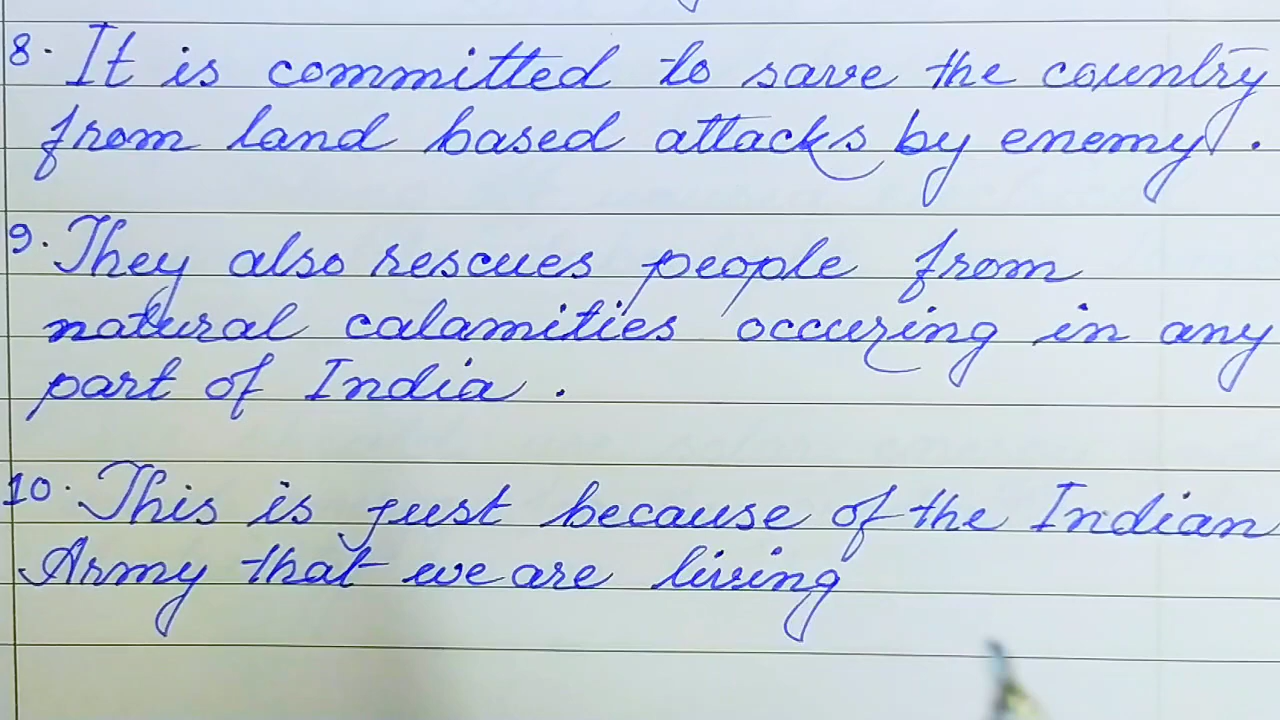 8. It is committed to save the country
from land based attacks by enemy.
9. They also rescues people from
natural calamities occuring in any
part of India.
10. This is just because of the Indian
Army that we are living